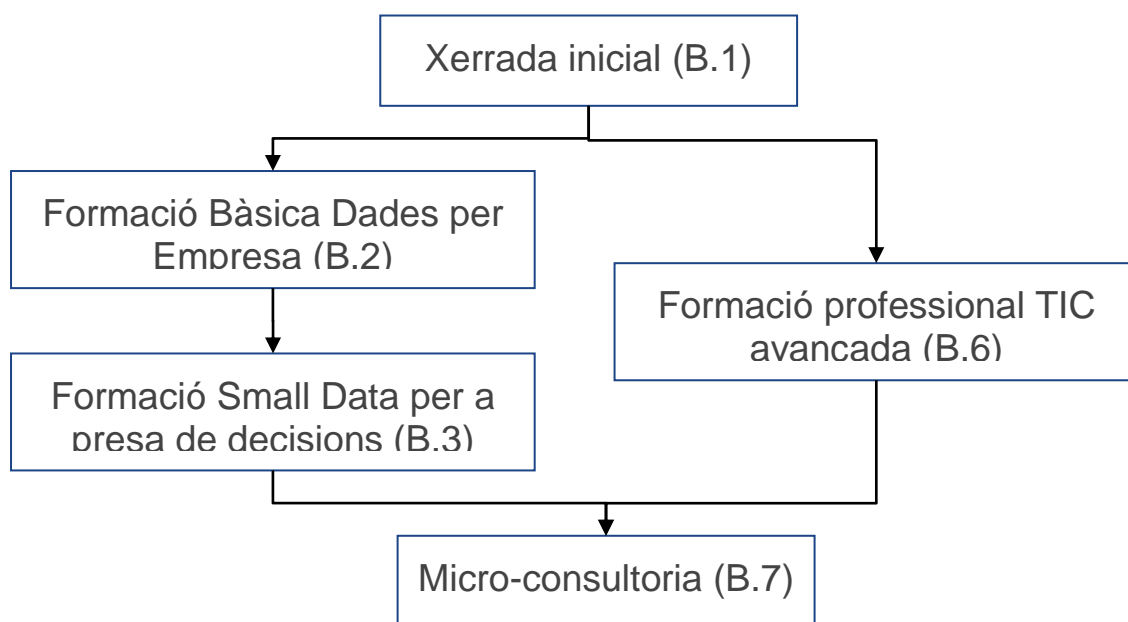 Xerrada inicial (B.1)
Formació Bàsica Dades per
Empresa (B.2)
Formació professional TIC
avançada (B.6)
Formació Small Data per a
presa de decisions (B.3)
Micro-consultoria (B.7)